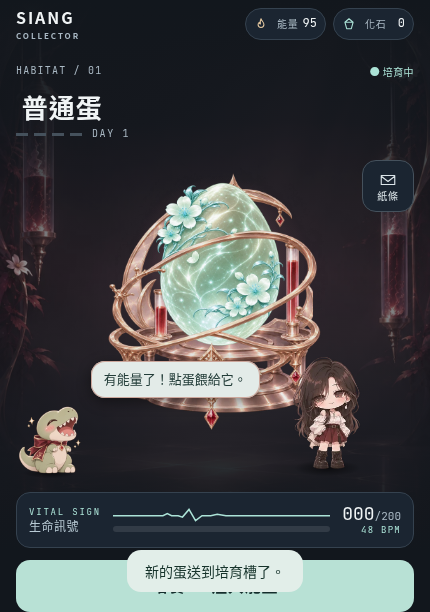 SIANG
COLLECTOR
能量 95
化石 0
HABITAT / 01
培育中
普通蛋
DAY 1
紙條
有能量了！點蛋餵給它。
VITAL SIGN
生命訊號
000/200
48 BPM
新的蛋送到培育槽了。